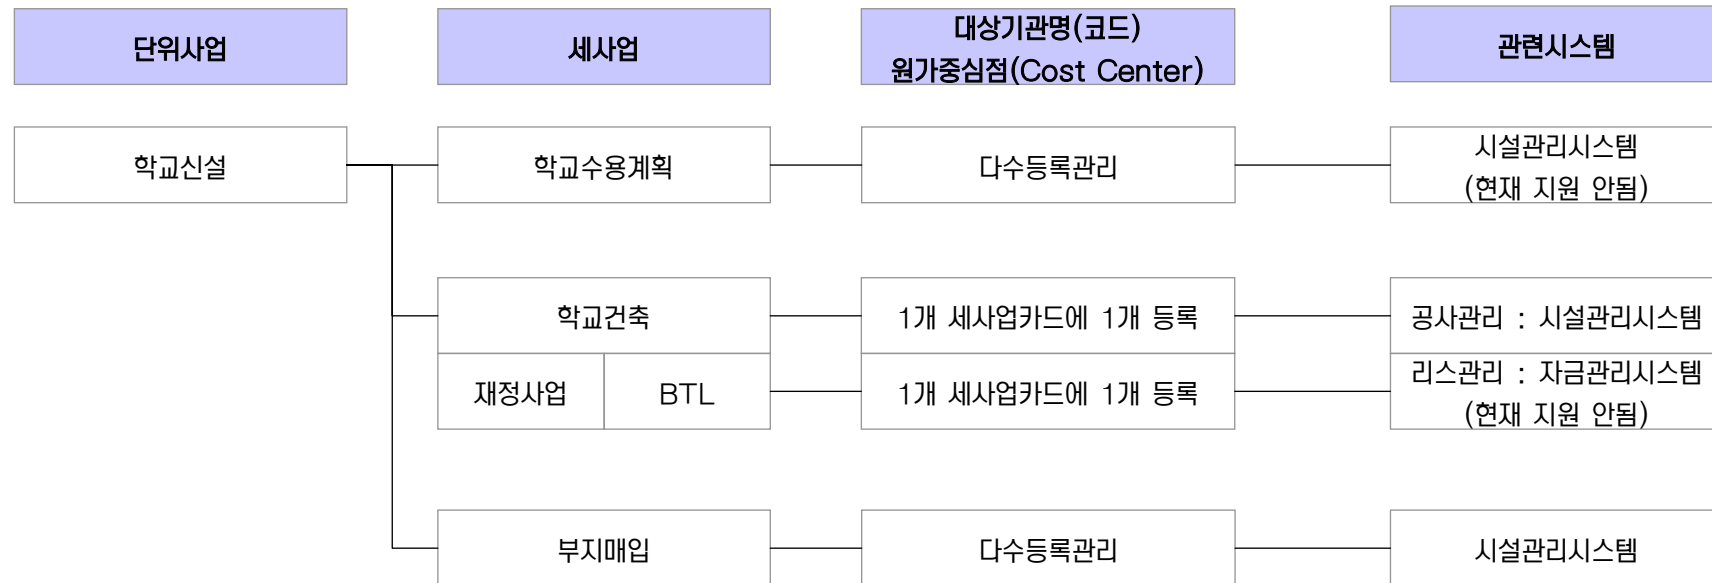 단위사업
세사업
대상기관명(코드)
원가중심점(Cost Center)
관련시스템
학교신설
학교수용계획
다수등록관리
시설관리시스템
(현재 지원 안됨)
학교건축
1개 세사업카드에 1개 등록
공사관리 : 시설관리시스템
재정사업
BTL
1개 세사업카드에 1개 등록
리스관리 : 자금관리시스템
(현재 지원 안됨)
부지매입
다수등록관리
시설관리시스템